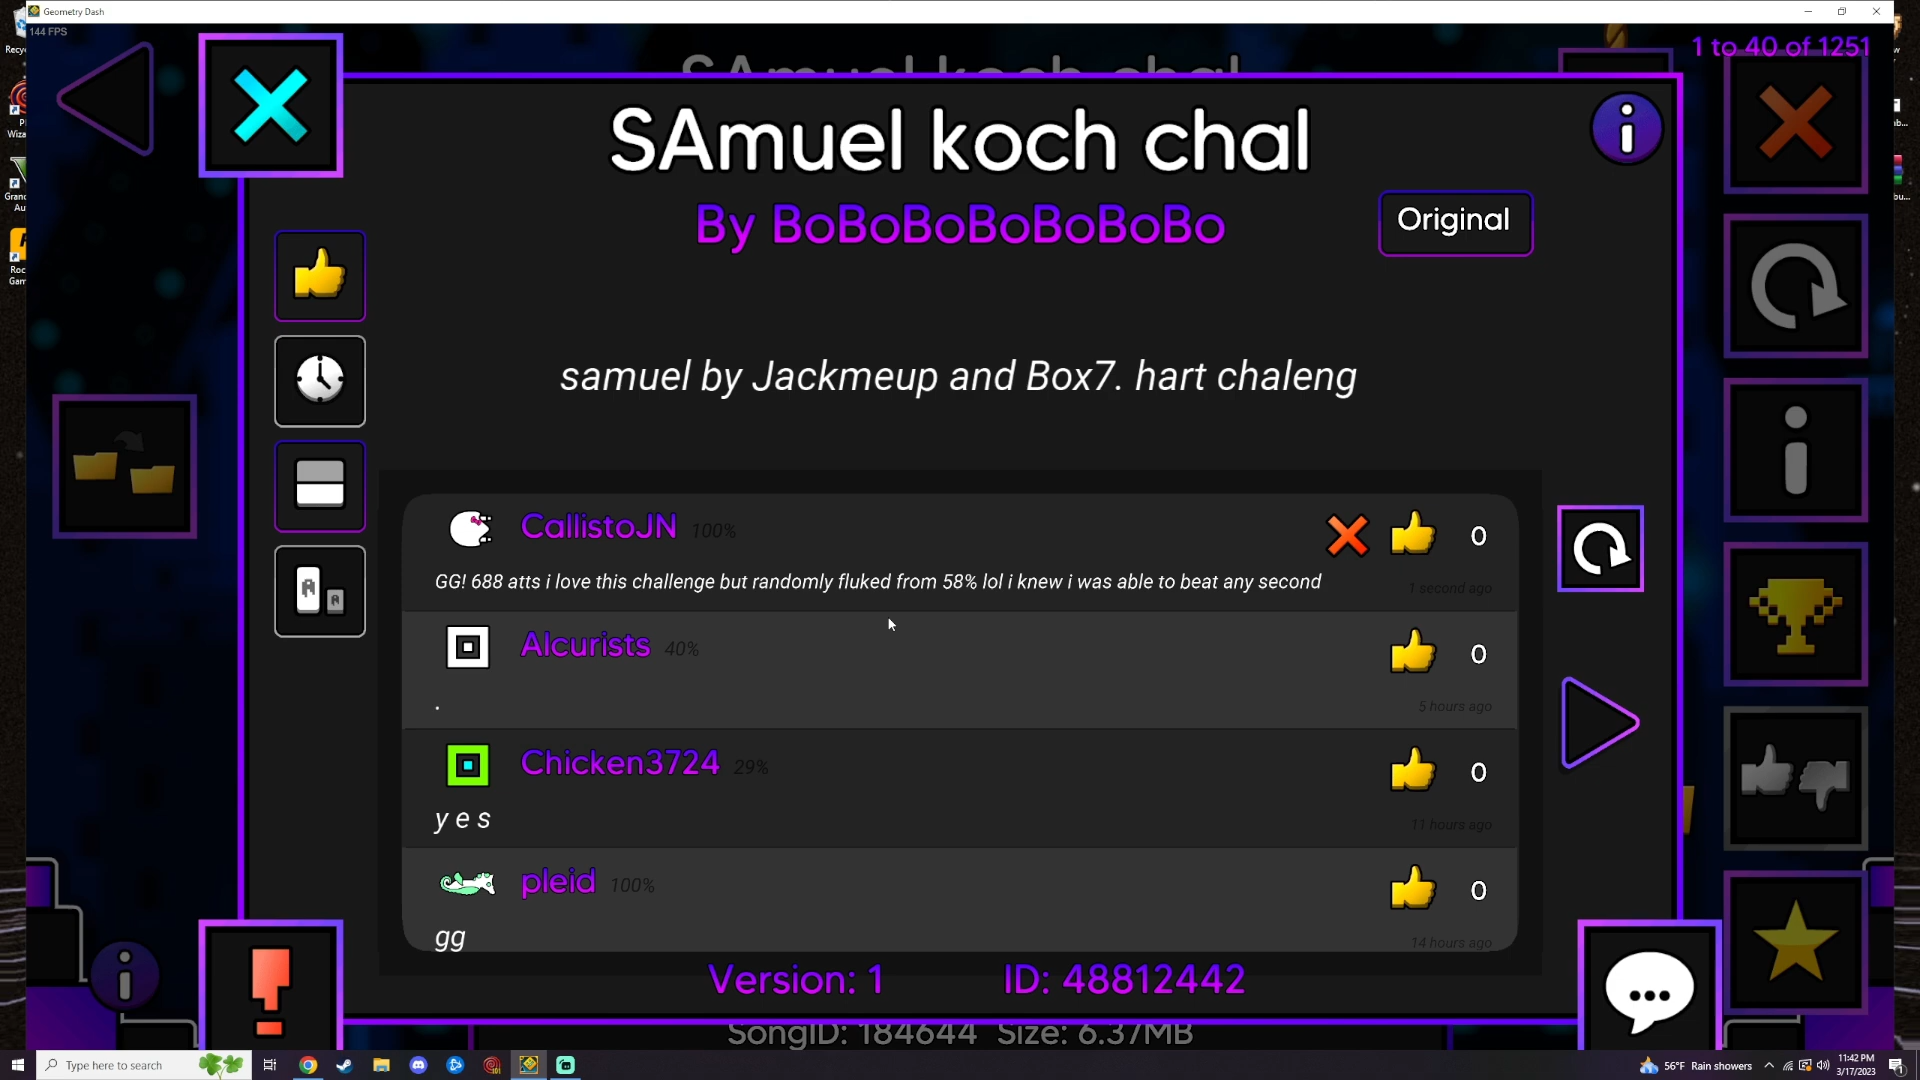 Geometry Dash
144 FPS
1 to 40 of 1251
SAmuel koch chal
SAmuel koch chal
By BoBoBoBoBoBoBo
Original
samuel by Jackmeup and Box7. hart chaleng
CallistoJN 100%
0
GG! 688 atts i love this challenge but randomly fluked from 58% lol i knew i was able to beat any second
1 second ago
Alcurists 40%
0
.
5 hours ago
Chicken3724 29%
0
y e s
11 hours ago
pleid 100%
0
gg
14 hours ago
Version: 1
ID: 48812442
SongID: 184644 Size: 6.37MB
Type here to search
56°F Rain showers
11:42 PM
3/17/2023